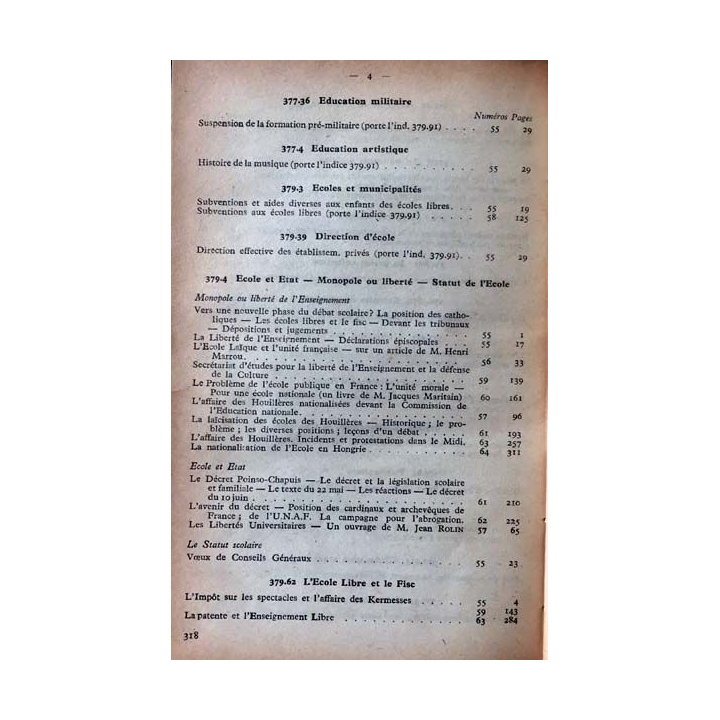 — 4 —
377-36 Education militaire
Numéros Pages
Suspension de la formation pré-militaire (porte l'ind. 379.91) . . . . 55 29
377-4 Education artistique
Histoire de la musique (porte l'indice 379.91) . . . . . . . . . . . 55 29
379.3 Ecoles et municipalités
Subventions et aides diverses aux enfants des écoles libres. . . 55 19
Subventions aux écoles libres (porte l'indice 379.91) . . . . . 58 125
379-39 Direction d'école
Direction effective des établissem. privés (porte l'ind. 379.91). . 55 29
379-4 Ecole et Etat — Monopole ou liberté — Statut de l'Ecole
Monopole ou liberté de l'Enseignement
Vers une nouvelle phase du débat scolaire? La position des catho-
liques — Les écoles libres et le fisc — Devant les tribunaux
— Dépositions et jugements . . . . . . . . . . . . . . . . 55 1
La Liberté de l'Enseignement — Déclarations épiscopales . . . . 55 17
L'Ecole Laïque et l'unité française — sur un article de M. Henri
Marrou. . . . . . . . . . . . . . . . . . . . . . . . . . 56 33
Secrétariat d'études pour la liberté de l'Enseignement et la défense
de la Culture . . . . . . . . . . . . . . . . . . . . . . 59 139
Le Problème de l'école publique en France : L'unité morale —
Pour une école nationale (un livre de M. Jacques Maritain) 60 161
L'affaire des Houillères nationalisées devant la Commission de
l'Education nationale. . . . . . . . . . . . . . . . . . . 57 96
La laïcisation des écoles des Houillères — Historique ; le pro-
blème ; les diverses positions ; leçons d'un débat . . . . . 61 193
L'affaire des Houillères. Incidents et protestations dans le Midi. 63 257
La nationalisation de l'Ecole en Hongrie. . . . . . . . . . . . 64 311
Ecole et Etat
Le Décret Poinso-Chapuis — Le décret et la législation scolaire
et familiale — Le texte du 22 mai — Les réactions — Le décret
du 10 juin . . . . . . . . . . . . . . . . . . . . . . . . 61 210
L'avenir du décret — Position des cardinaux et archevêques de
France ; de l'U.N.A.F. La campagne pour l'abrogation. 62 225
Les Libertés Universitaires — Un ouvrage de M. Jean ROLIN 57 65
Le Statut scolaire
Vœux de Conseils Généraux . . . . . . . . . . . . . . . . . 55 23
379.62 L'Ecole Libre et le Fisc
L'Impôt sur les spectacles et l'affaire des Kermesses . . . . . 55 4
59 143
La patente et l'Enseignement Libre . . . . . . . . . . . . . . 63 284
318